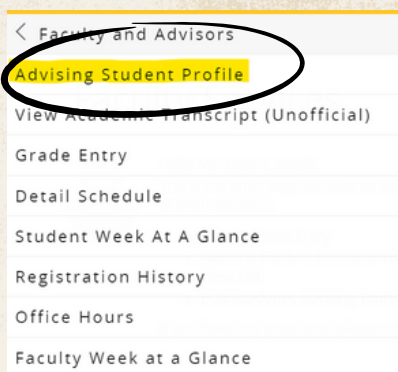 < Faculty and Advisors
Advising Student Profile
View Academic Transcript (Unofficial)
Grade Entry
Detail Schedule
Student Week At A Glance
Registration History
Office Hours
Faculty Week at a Glance